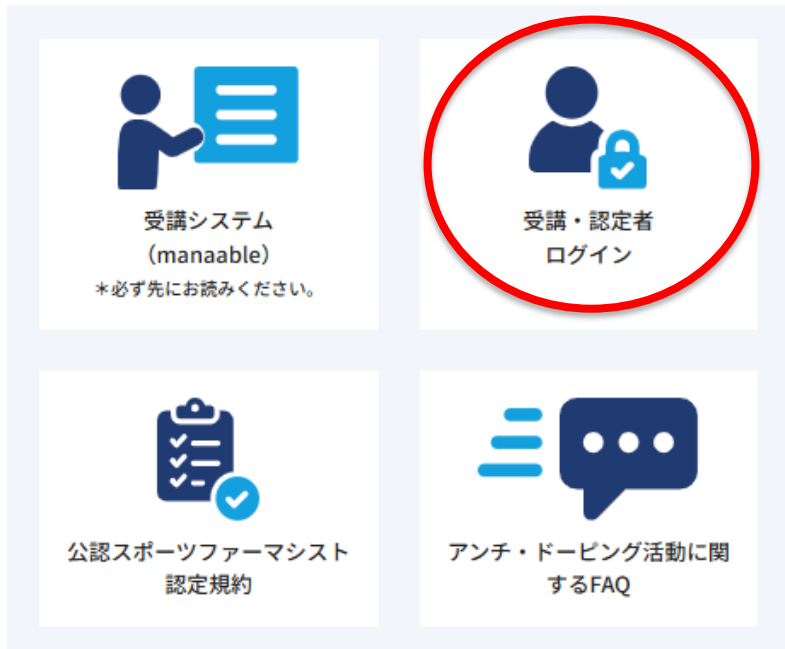 受講システム
（manaable）
＊必ず先にお読みください。
受講・認定者
ログイン
公認スポーツファーマシスト
認定規約
アンチ・ドーピング活動に関
するFAQ